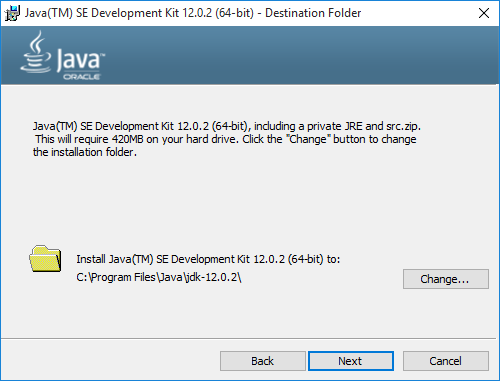 Java(TM) SE Development Kit 12.0.2 (64-bit) - Destination Folder
Java
ORACLE
Java(TM) SE Development Kit 12.0.2 (64-bit), including a private JRE and src.zip.
This will require 420MB on your hard drive. Click the "Change" button to change
the installation folder.
Install Java(TM) SE Development Kit 12.0.2 (64-bit) to:
C:\Program Files\Java\jdk-12.0.2\
Change...
Back
Next
Cancel